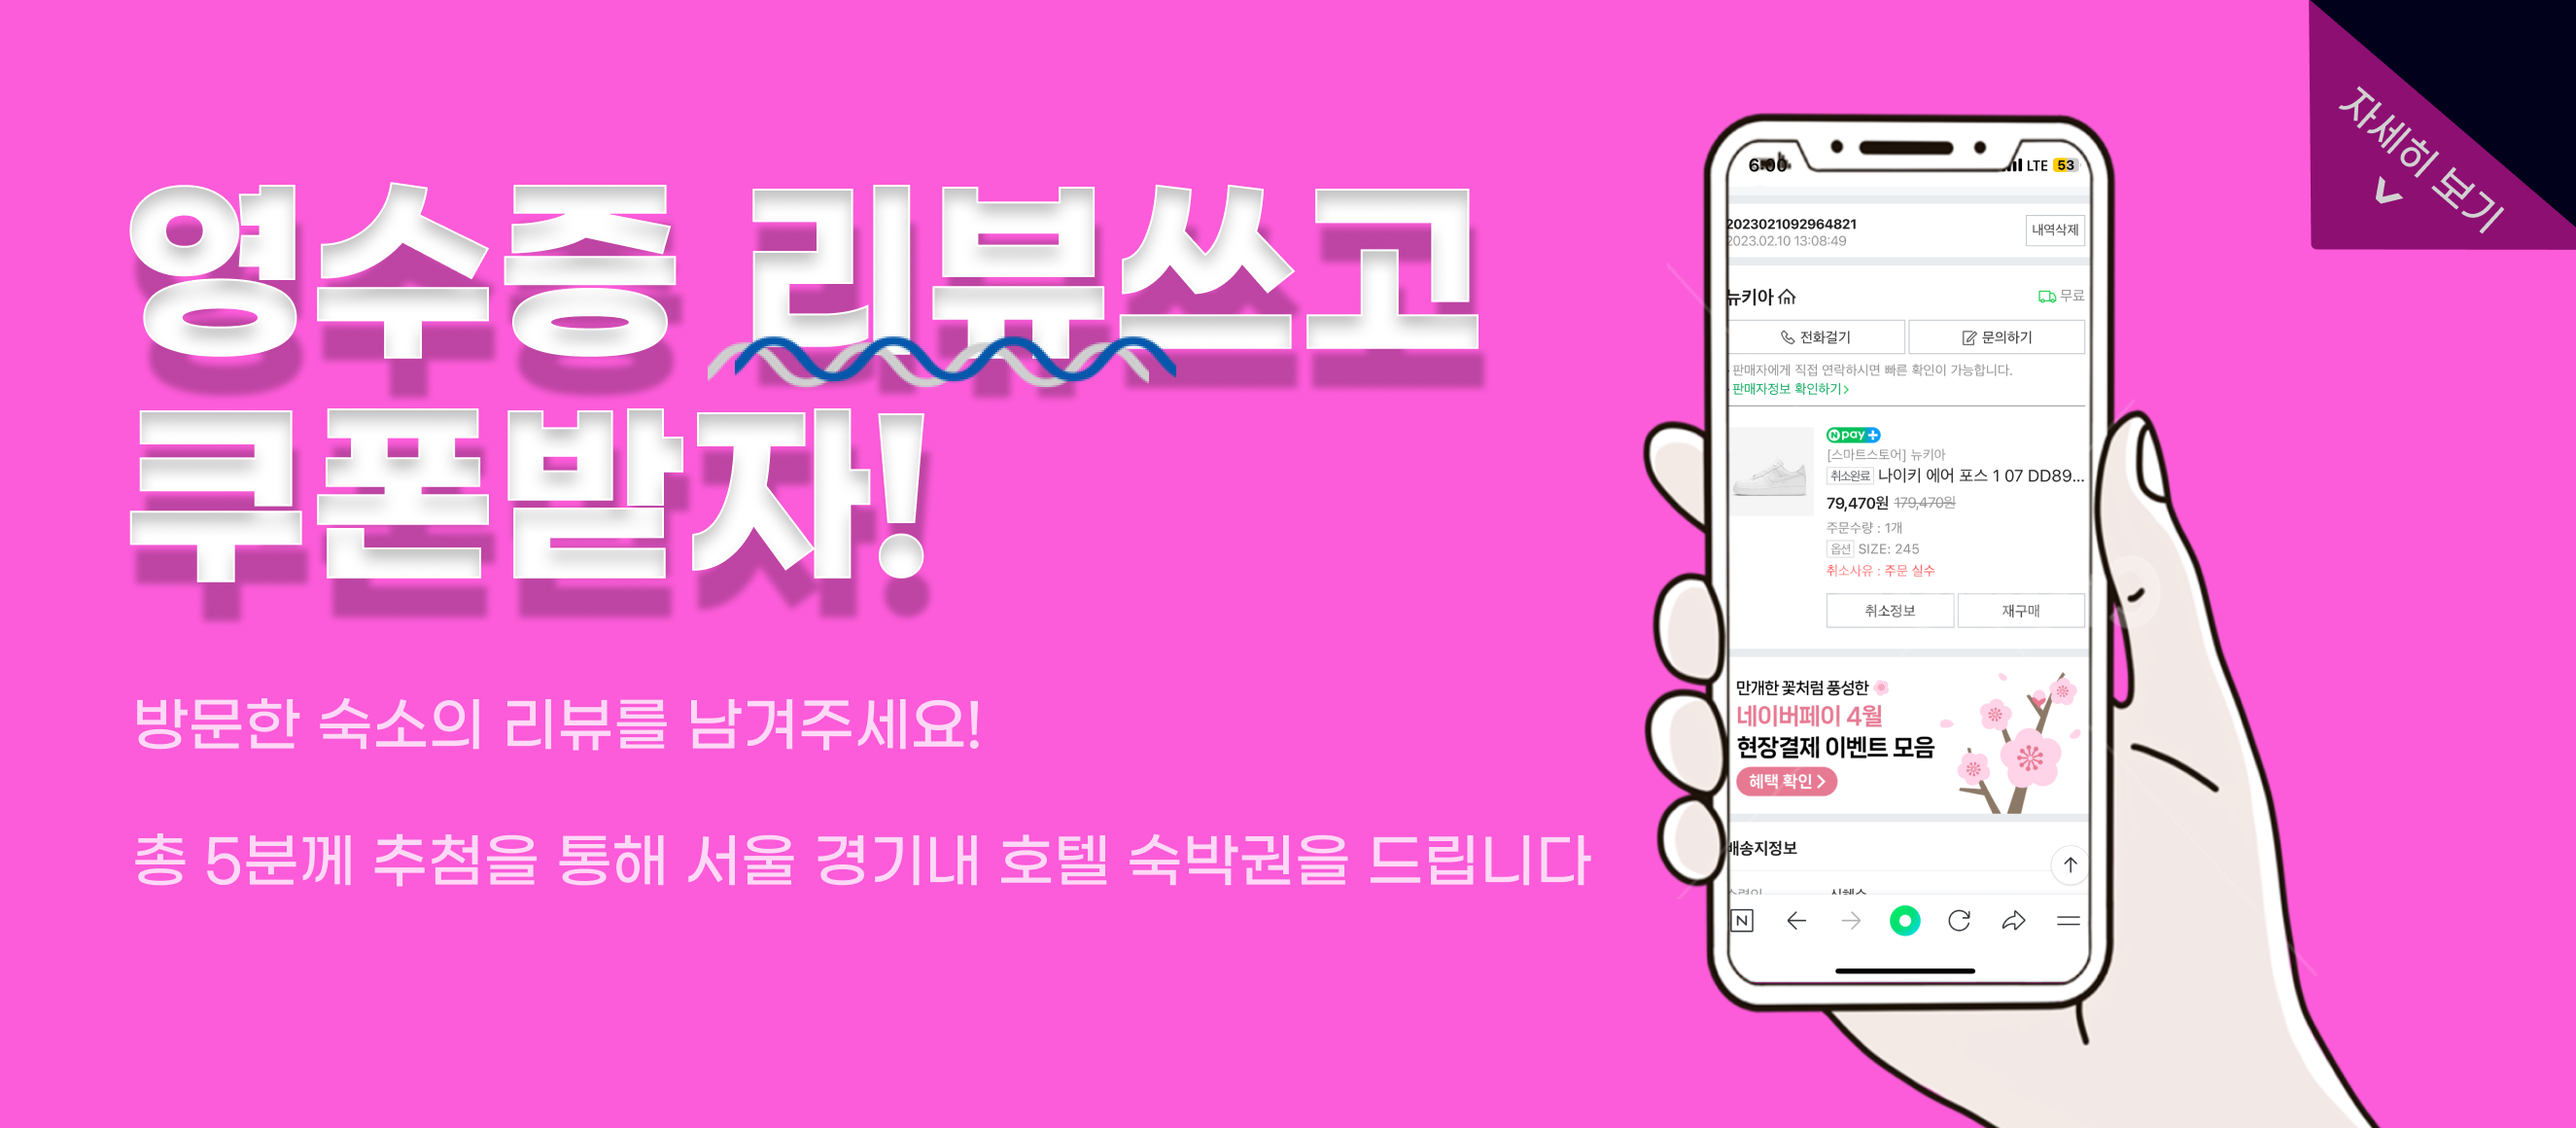 영수증 리뷰쓰고
쿠폰받자!
방문한 숙소의 리뷰를 남겨주세요!
총 5분께 추첨을 통해 서울 경기내 호텔 숙박권을 드립니다
자세히 보기
6:00
LTE 53
2023021092964821
내역삭제
2023.02.10 13:08:49
뉴키아
무료
전화걸기
문의하기
판매자에게 직접 연락하시면 빠른 확인이 가능합니다.
판매자정보 확인하기 >
N pay +
[스마트스토어] 뉴키아
취소완료 나이키 에어 포스 1 07 DD89...
79,470원 179,470원
주문수량 : 1개
옵션 SIZE: 245
취소사유 : 주문 실수
취소정보
재구매
만개한 꽃처럼 풍성한
네이버페이 4월
현장결제 이벤트 모음
혜택 확인 >
배송지정보
N